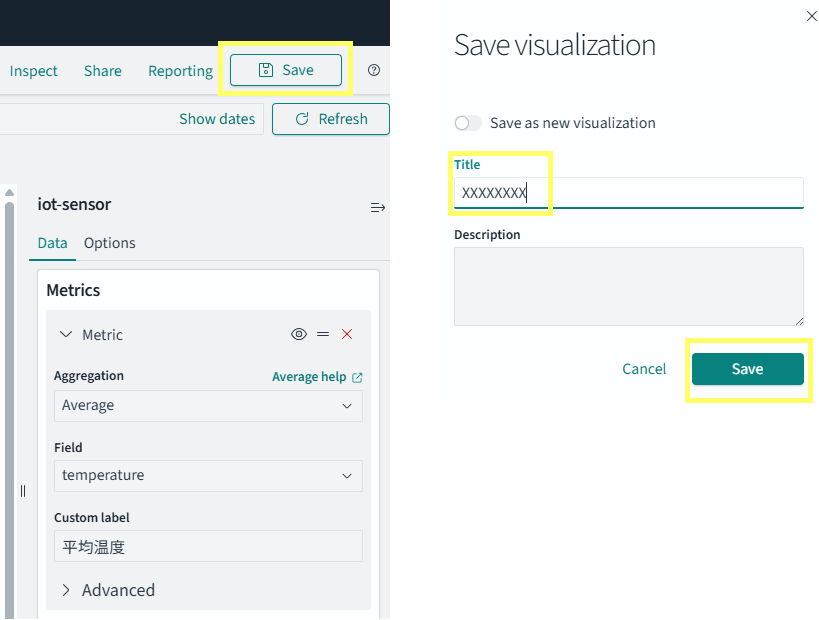 Inspect Share Reporting Save
Show dates Refresh
iot-sensor
Data Options
Metrics
Metric
Aggregation Average help
Average
Field
temperature
Custom label
平均温度
Advanced
Save visualization
Save as new visualization
Title
XXXXXXXX
Description
Cancel Save